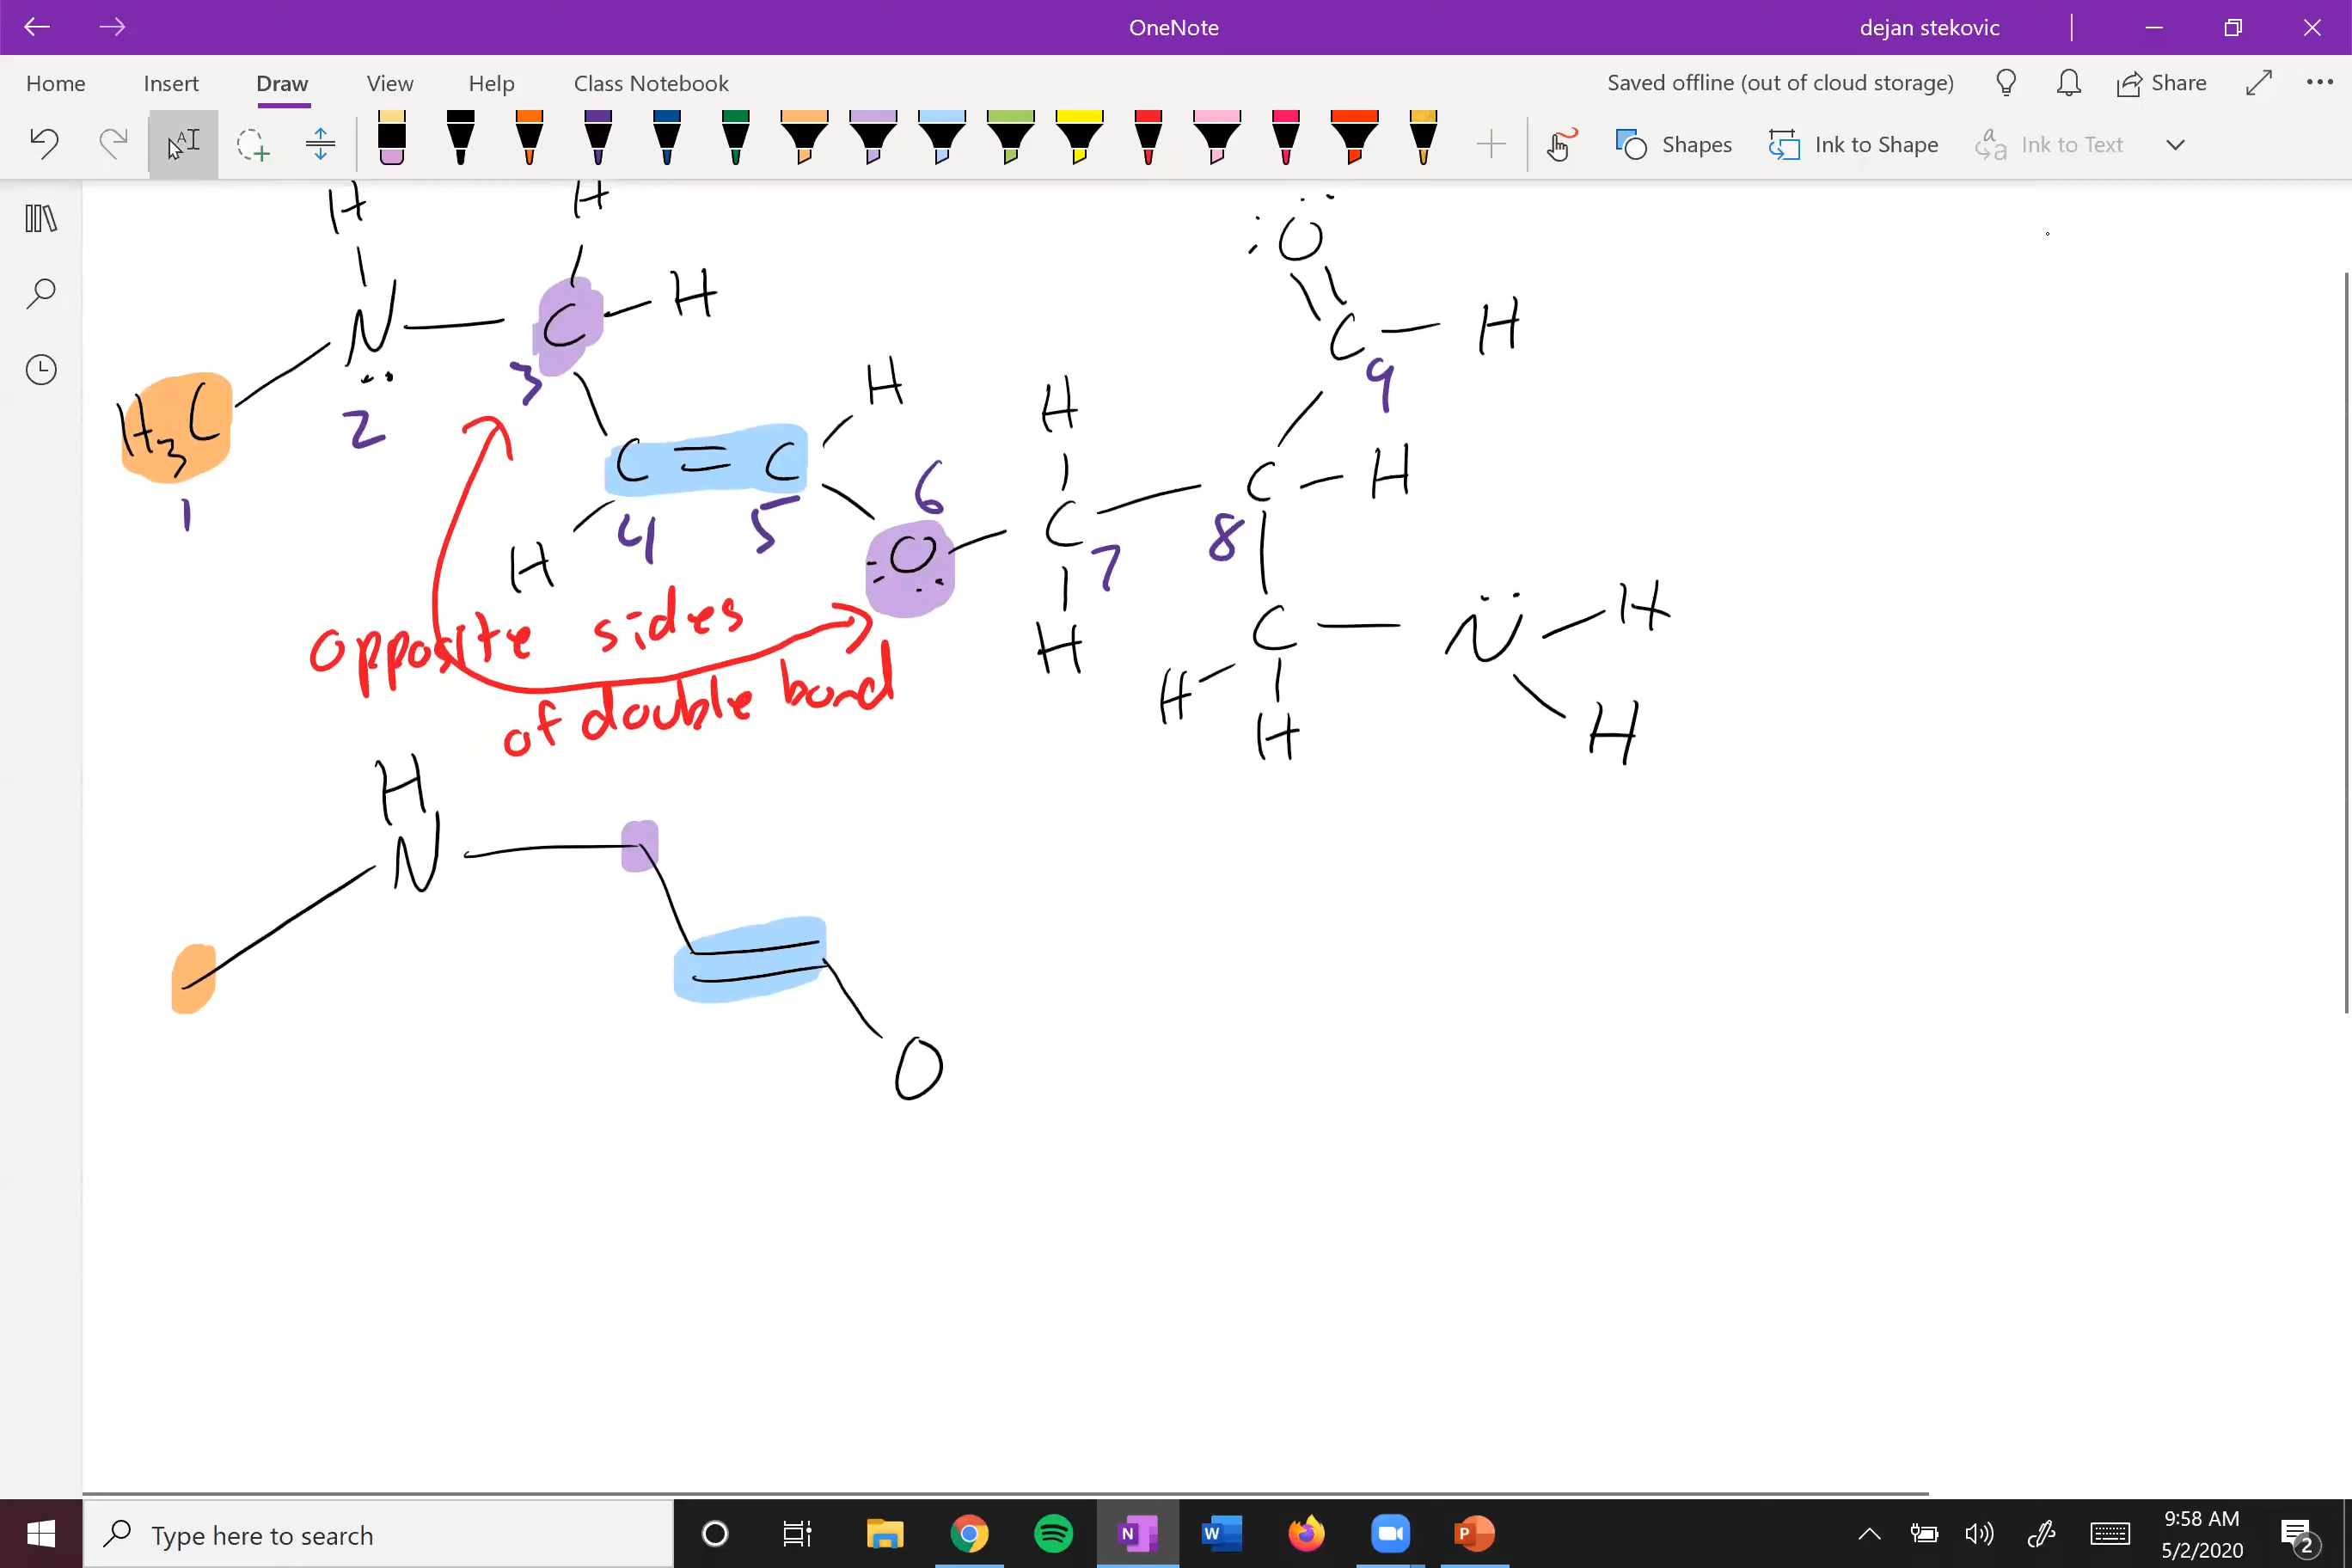 OneNote
dejan stekovic
Home Insert Draw View Help Class Notebook
Saved offline (out of cloud storage)
Share
Shapes
Ink to Shape
Ink to Text
H H
:Ö
N C H
3
C H
9
H₃C
2
1
H
H
C = C
6
C H
4 5
O
C
7
8
H
opposite sides
H
C N̈ H
of double bond
H
H
H
H
N
O
Type here to search
9:58 AM
5/2/2020
2